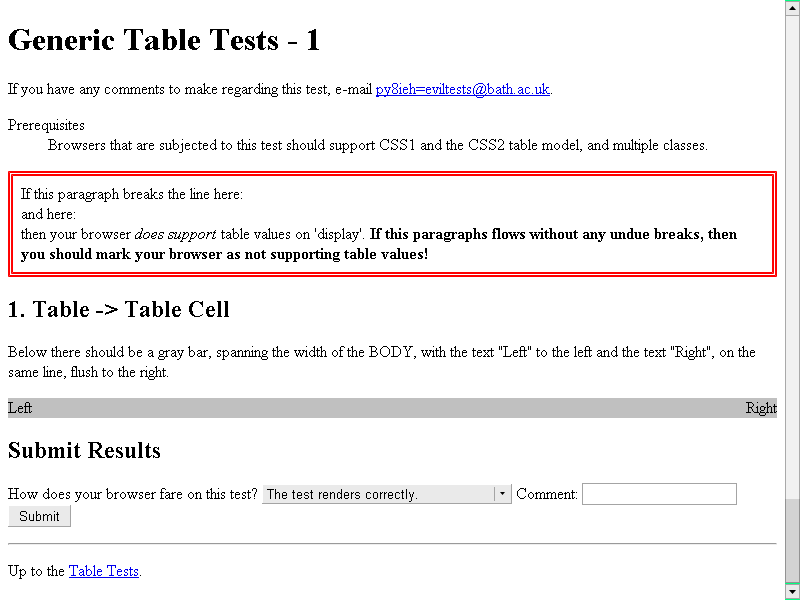 Generic Table Tests - 1
If you have any comments to make regarding this test, e-mail py8ieh=eviltests@bath.ac.uk.
Prerequisites
Browsers that are subjected to this test should support CSS1 and the CSS2 table model, and multiple classes.
If this paragraph breaks the line here:
and here:
then your browser does support table values on 'display'. If this paragraphs flows without any undue breaks, then
you should mark your browser as not supporting table values!
1. Table -> Table Cell
Below there should be a gray bar, spanning the width of the BODY, with the text "Left" to the left and the text "Right", on the
same line, flush to the right.
Left Right
Submit Results
How does your browser fare on this test? The test renders correctly. Comment:
Submit
Up to the Table Tests.